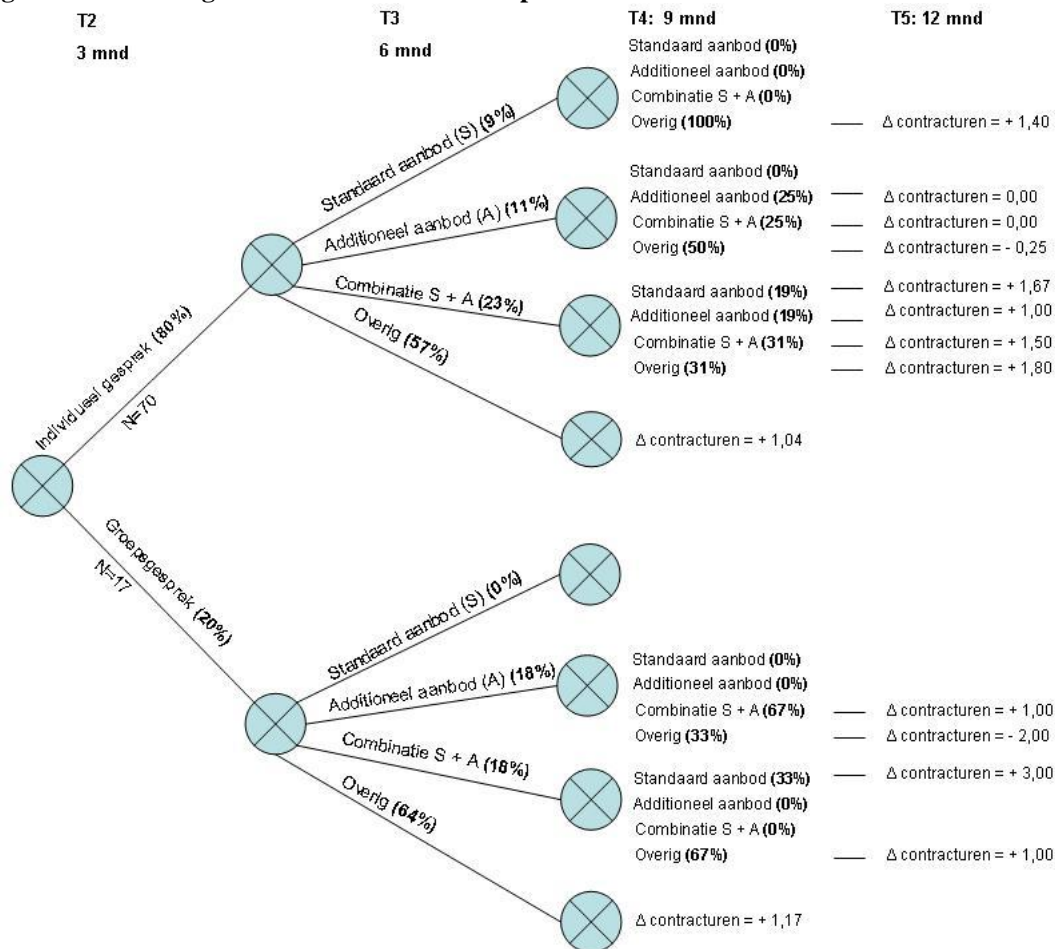 T2
3 mnd
T3
6 mnd
T4: 9 mnd
T5: 12 mnd
Individueel gesprek (80%)
N=70
Groepsgesprek (20%)
N=17
Standaard aanbod (S) (9%)
Additioneel aanbod (A) (11%)
Combinatie S + A (23%)
Overig (57%)
Standaard aanbod (0%)
Additioneel aanbod (0%)
Combinatie S + A (0%)
Overig (100%) Δ contracturen = + 1,40
Standaard aanbod (0%)
Additioneel aanbod (25%) Δ contracturen = 0,00
Combinatie S + A (25%) Δ contracturen = 0,00
Overig (50%) Δ contracturen = - 0,25
Standaard aanbod (19%) Δ contracturen = + 1,67
Additioneel aanbod (19%) Δ contracturen = + 1,00
Combinatie S + A (31%) Δ contracturen = + 1,50
Overig (31%) Δ contracturen = + 1,80
Δ contracturen = + 1,04
Standaard aanbod (S) (0%)
Additioneel aanbod (A) (18%)
Combinatie S + A (18%)
Overig (64%)
Standaard aanbod (0%)
Additioneel aanbod (0%)
Combinatie S + A (67%) Δ contracturen = + 1,00
Overig (33%) Δ contracturen = - 2,00
Standaard aanbod (33%) Δ contracturen = + 3,00
Additioneel aanbod (0%)
Combinatie S + A (0%)
Overig (67%) Δ contracturen = + 1,00
Δ contracturen = + 1,17